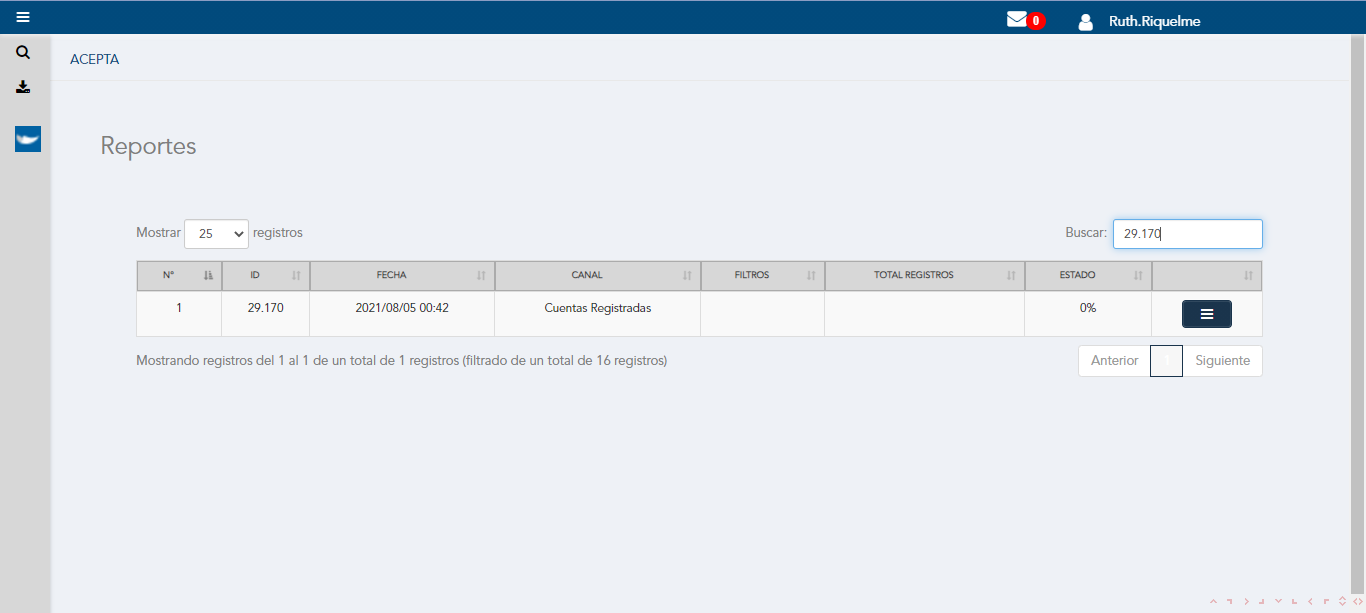 0 Ruth.Riquelme
ACEPTA
Reportes
Mostrar 25 registros Buscar: 29.170
N° ID FECHA CANAL FILTROS TOTAL REGISTROS ESTADO
1 29.170 2021/08/05 00:42 Cuentas Registradas 0%
Mostrando registros del 1 al 1 de un total de 1 registros (filtrado de un total de 16 registros) Anterior 1 Siguiente